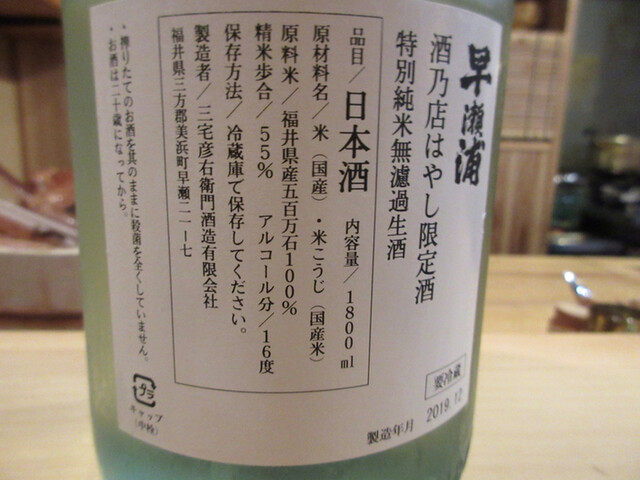 早瀬浦
酒乃店はやし限定酒
特別純米無濾過生酒
品目／日本酒　内容量／1800ml
原材料名／米（国産）・米こうじ（国産米）
原料米／福井県産五百万石100％
精米歩合／55％　アルコール分／16度
保存方法／冷蔵庫で保存してください。
製造者／三宅彦右衛門酒造有限会社
福井県三方郡美浜町早瀬二一ー七
・搾りたてのお酒を其のままに殺菌を全くしていません。
・お酒は二十歳になってから。
要冷蔵
製造年月　2019.12
プラ
キャップ
（中栓）